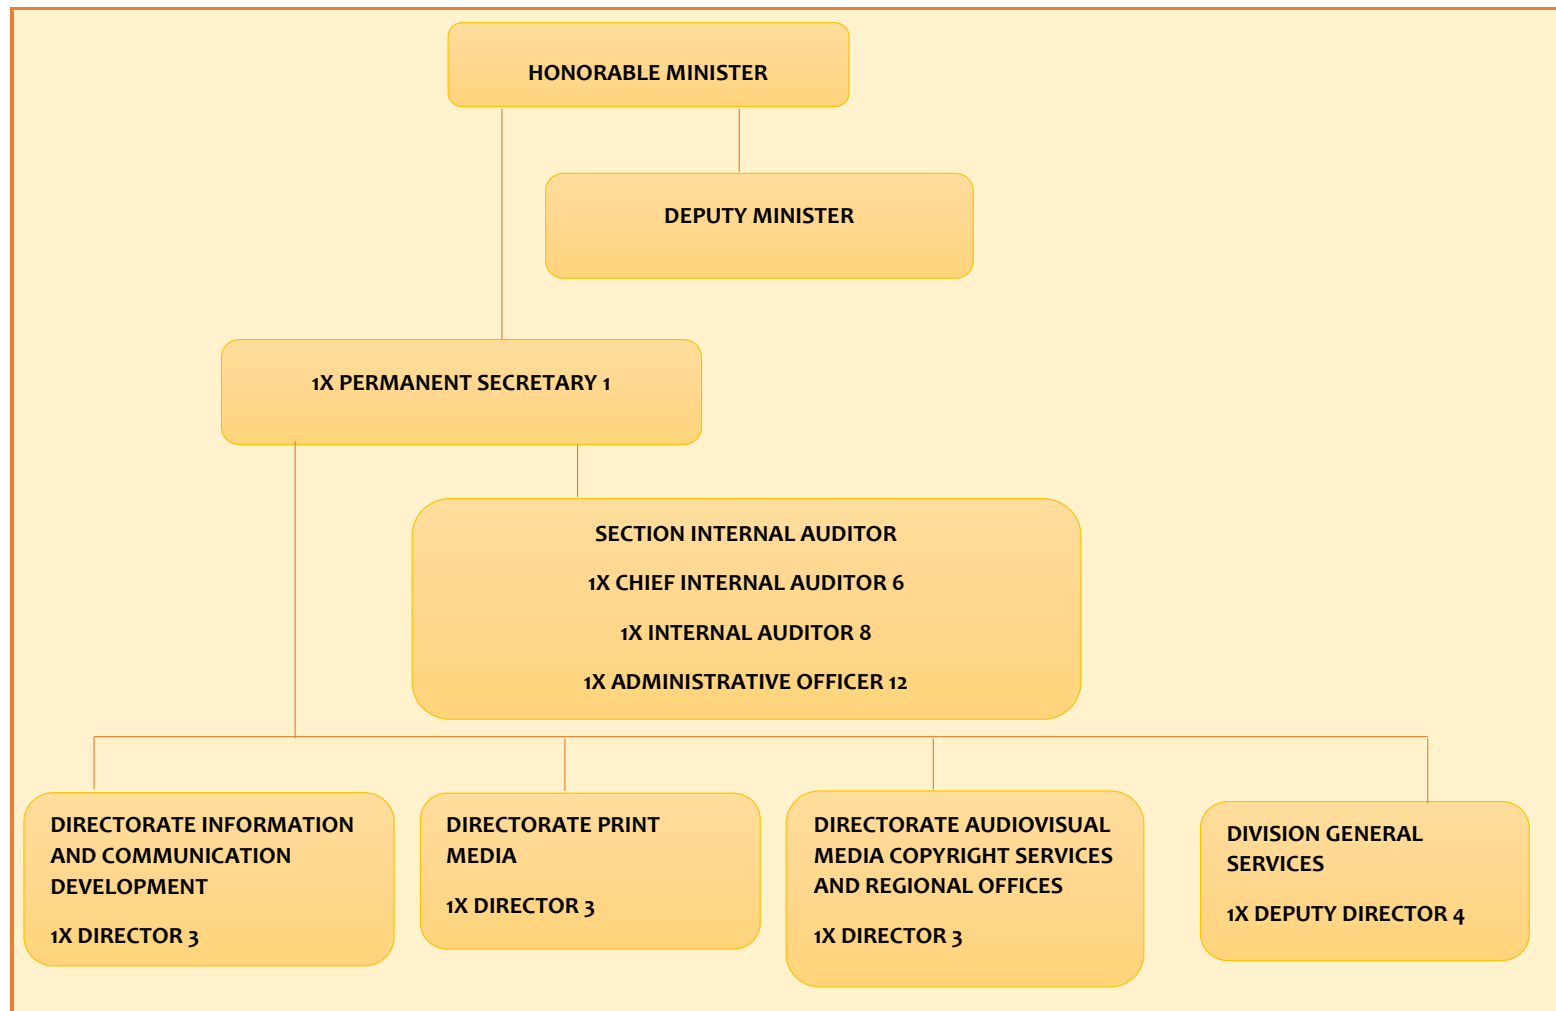 HONORABLE MINISTER
DEPUTY MINISTER
1X PERMANENT SECRETARY 1
SECTION INTERNAL AUDITOR
1X CHIEF INTERNAL AUDITOR 6
1X INTERNAL AUDITOR 8
1X ADMINISTRATIVE OFFICER 12
DIRECTORATE INFORMATION
AND COMMUNICATION
DEVELOPMENT
1X DIRECTOR 3
DIRECTORATE PRINT
MEDIA
1X DIRECTOR 3
DIRECTORATE AUDIOVISUAL
MEDIA COPYRIGHT SERVICES
AND REGIONAL OFFICES
1X DIRECTOR 3
DIVISION GENERAL
SERVICES
1X DEPUTY DIRECTOR 4